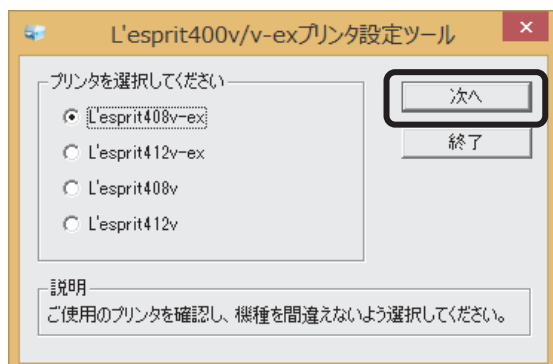 L'esprit400v/v-exプリンタ設定ツール
プリンタを選択してください
L'esprit408v-ex
L'esprit412v-ex
L'esprit408v
L'esprit412v
次へ
終了
説明
ご使用のプリンタを確認し、機種を間違えないよう選択してください。